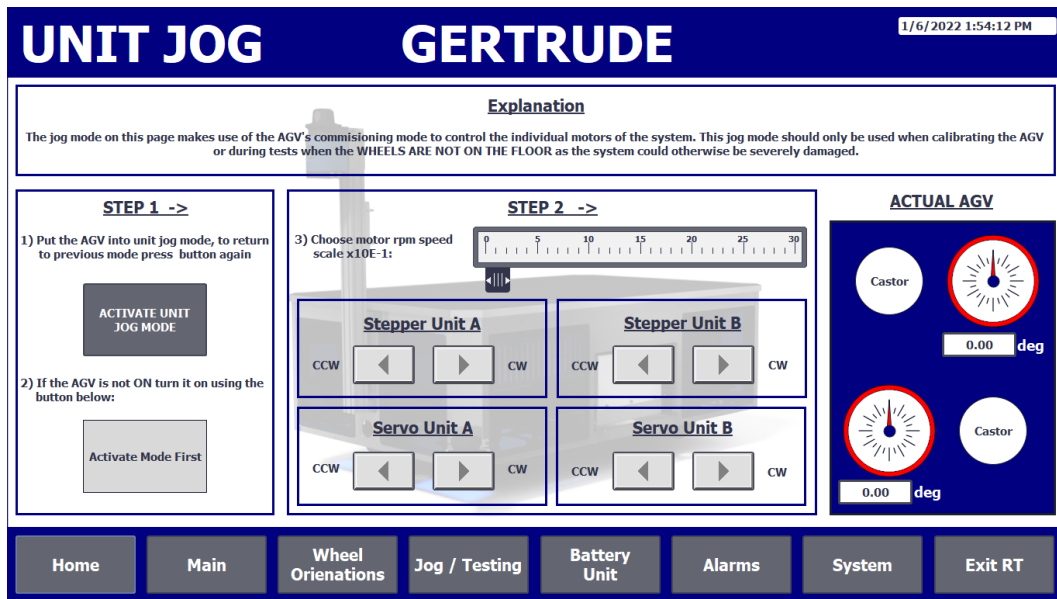 UNIT JOG
GERTRUDE
1/6/2022 1:54:12 PM
Explanation
The jog mode on this page makes use of the AGV's commisioning mode to control the individual motors of the system. This jog mode should only be used when calibrating the AGV
or during tests when the WHEELS ARE NOT ON THE FLOOR as the system could otherwise be severely damaged.
STEP 1 ->
1) Put the AGV into unit jog mode, to return
to previous mode press button again
ACTIVATE UNIT
JOG MODE
2) If the AGV is not ON turn it on using the
button below:
Activate Mode First
STEP 2 ->
3) Choose motor rpm speed
scale x10E-1:
0 5 10 15 20 25 30
Stepper Unit A
CCW CW
Stepper Unit B
CCW CW
Servo Unit A
CCW CW
Servo Unit B
CCW CW
ACTUAL AGV
Castor
0.00 deg
Castor
0.00 deg
Home
Main
Wheel
Orienations
Jog / Testing
Battery
Unit
Alarms
System
Exit RT